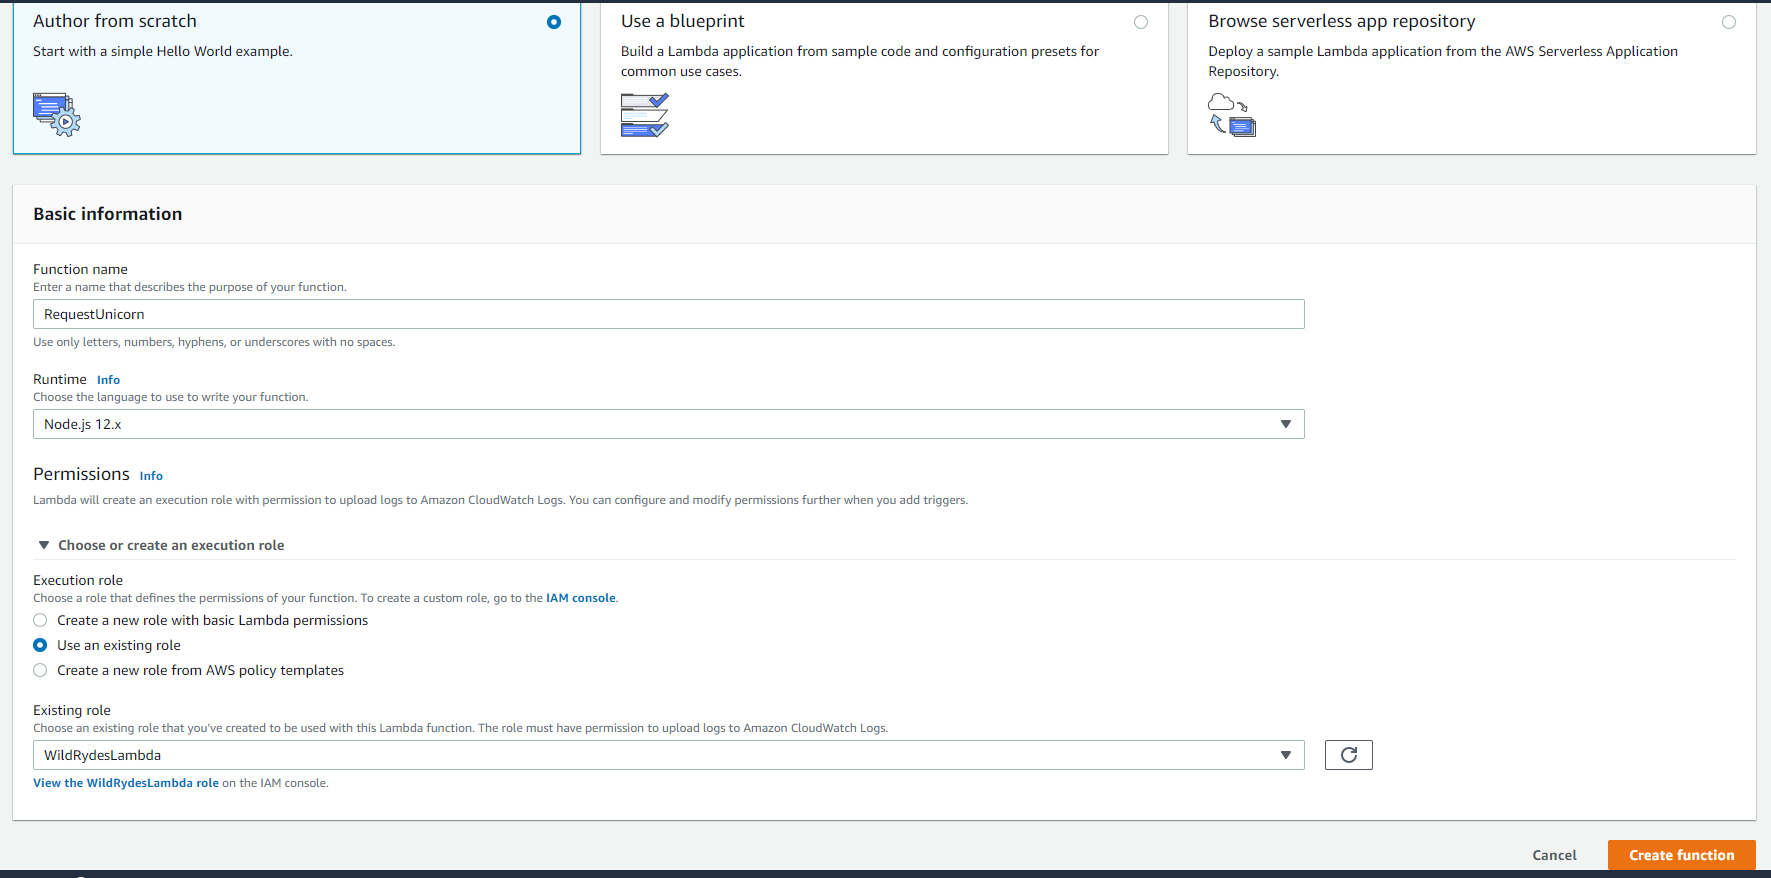 Author from scratch
Start with a simple Hello World example.
Use a blueprint
Build a Lambda application from sample code and configuration presets for
common use cases.
Browse serverless app repository
Deploy a sample Lambda application from the AWS Serverless Application
Repository.
Basic information
Function name
Enter a name that describes the purpose of your function.
RequestUnicorn
Use only letters, numbers, hyphens, or underscores with no spaces.
Runtime Info
Choose the language to use to write your function.
Node.js 12.x
Permissions Info
Lambda will create an execution role with permission to upload logs to Amazon CloudWatch Logs. You can configure and modify permissions further when you add triggers.
Choose or create an execution role
Execution role
Choose a role that defines the permissions of your function. To create a custom role, go to the IAM console.
Create a new role with basic Lambda permissions
Use an existing role
Create a new role from AWS policy templates
Existing role
Choose an existing role that you've created to be used with this Lambda function. The role must have permission to upload logs to Amazon CloudWatch Logs.
WildRydesLambda
View the WildRydesLambda role on the IAM console.
Cancel
Create function